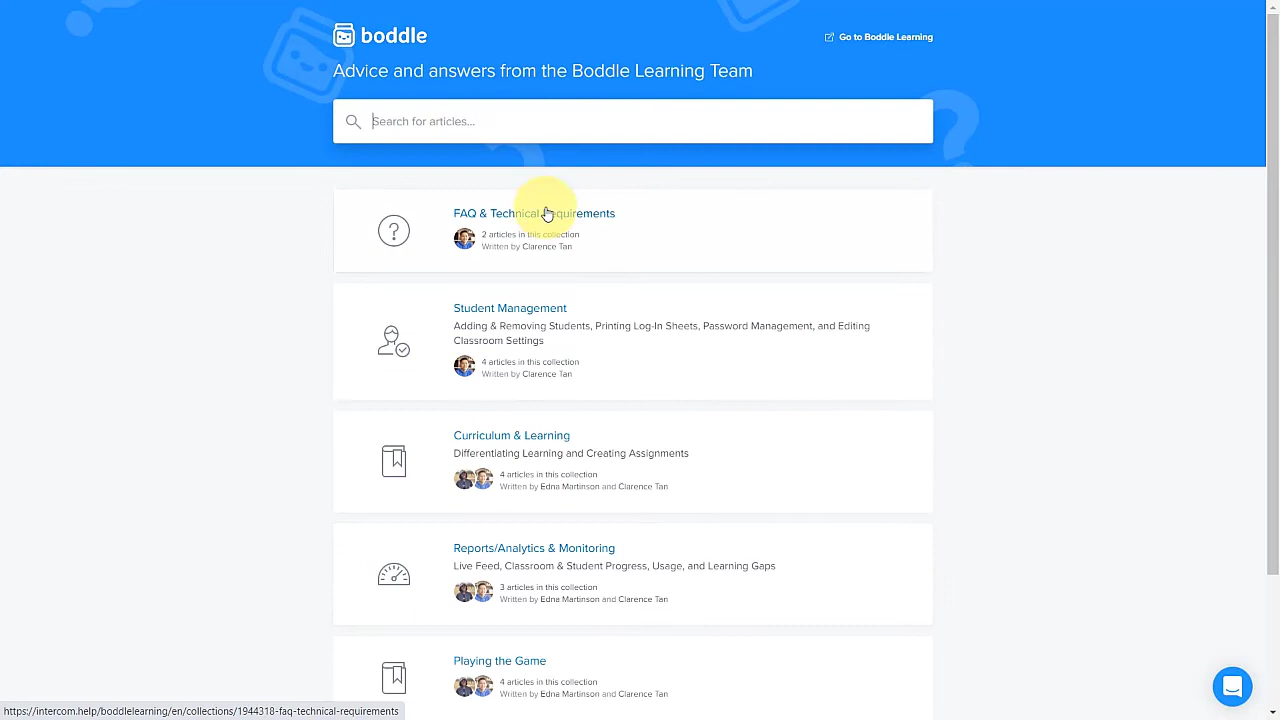 boddle
Go to Boddle Learning
Advice and answers from the Boddle Learning Team
Search for articles...
FAQ & Technical Requirements
2 articles in this collection
Written by Clarence Tan
Student Management
Adding & Removing Students, Printing Log-In Sheets, Password Management, and Editing
Classroom Settings
4 articles in this collection
Written by Clarence Tan
Curriculum & Learning
Differentiating Learning and Creating Assignments
4 articles in this collection
Written by Edna Martinson and Clarence Tan
Reports/Analytics & Monitoring
Live Feed, Classroom & Student Progress, Usage, and Learning Gaps
3 articles in this collection
Written by Edna Martinson and Clarence Tan
Playing the Game
4 articles in this collection
Written by Edna Martinson and Clarence Tan
https://intercom.help/boddlelearning/en/collections/1944318-faq-technical-requirements